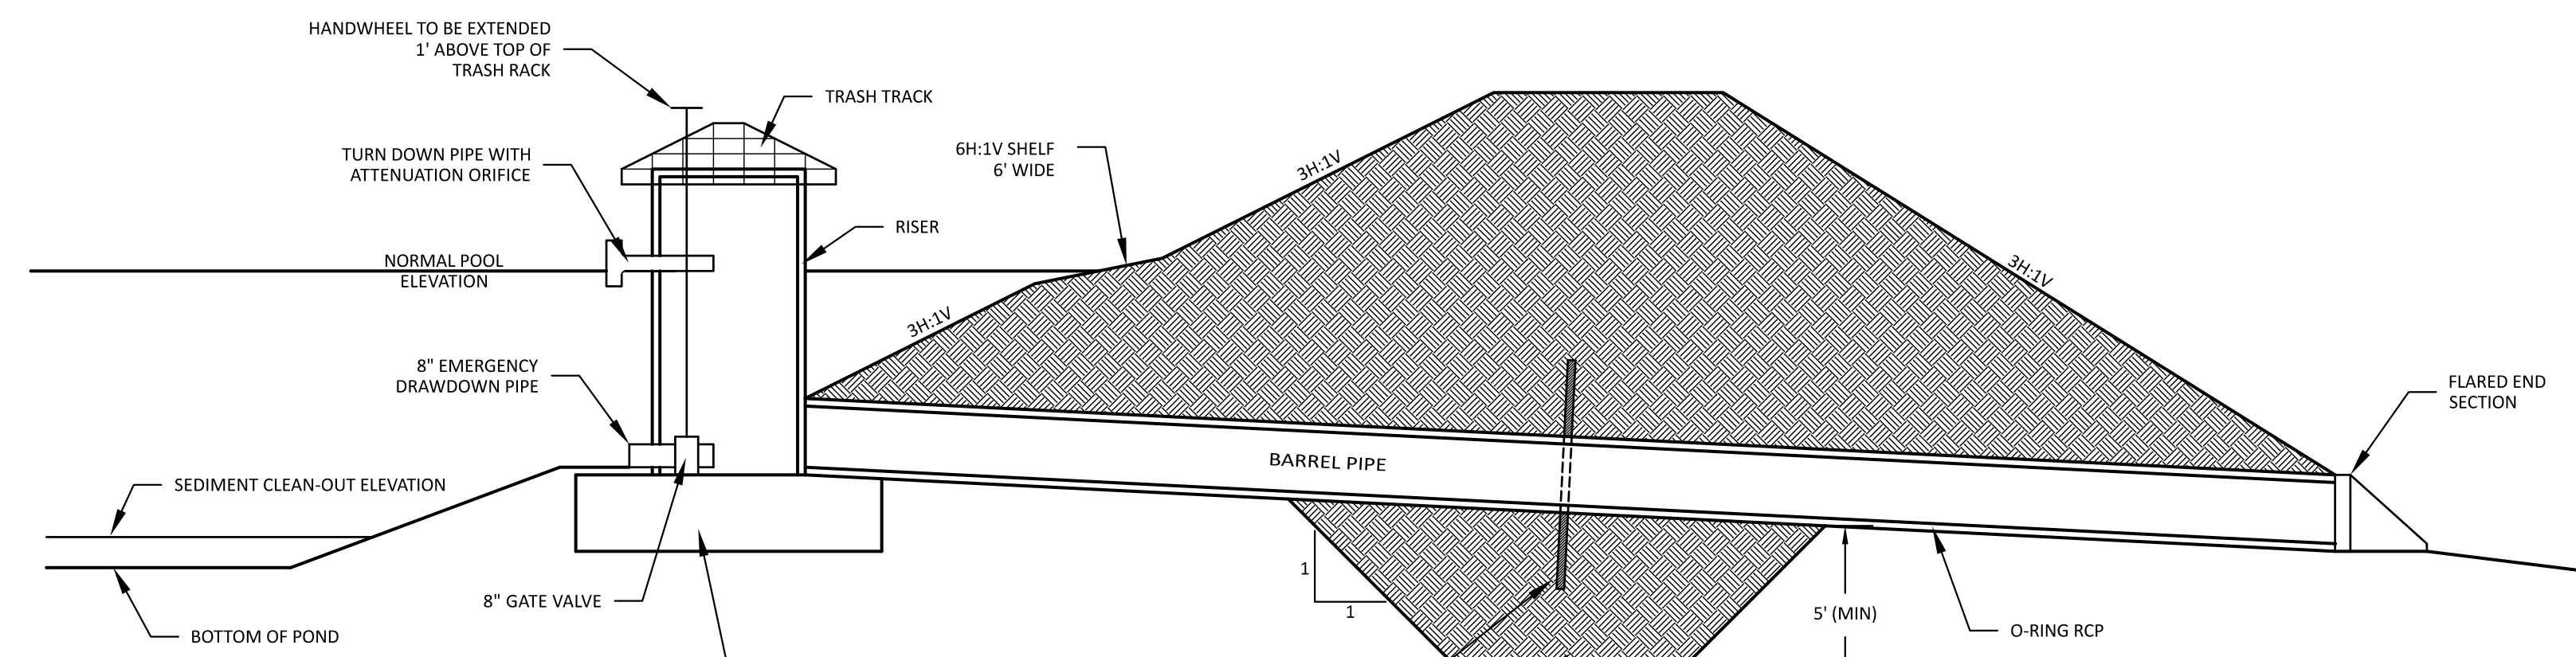 HANDWHEEL TO BE EXTENDED
1' ABOVE TOP OF
TRASH RACK
TRASH TRACK
TURN DOWN PIPE WITH
ATTENUATION ORIFICE
6H:1V SHELF
6' WIDE
3H:1V
RISER
NORMAL POOL
ELEVATION
3H:1V
3H:1V
8" EMERGENCY
DRAWDOWN PIPE
FLARED END
SECTION
BARREL PIPE
SEDIMENT CLEAN-OUT ELEVATION
1
1
8" GATE VALVE
5' (MIN)
O-RING RCP
BOTTOM OF POND